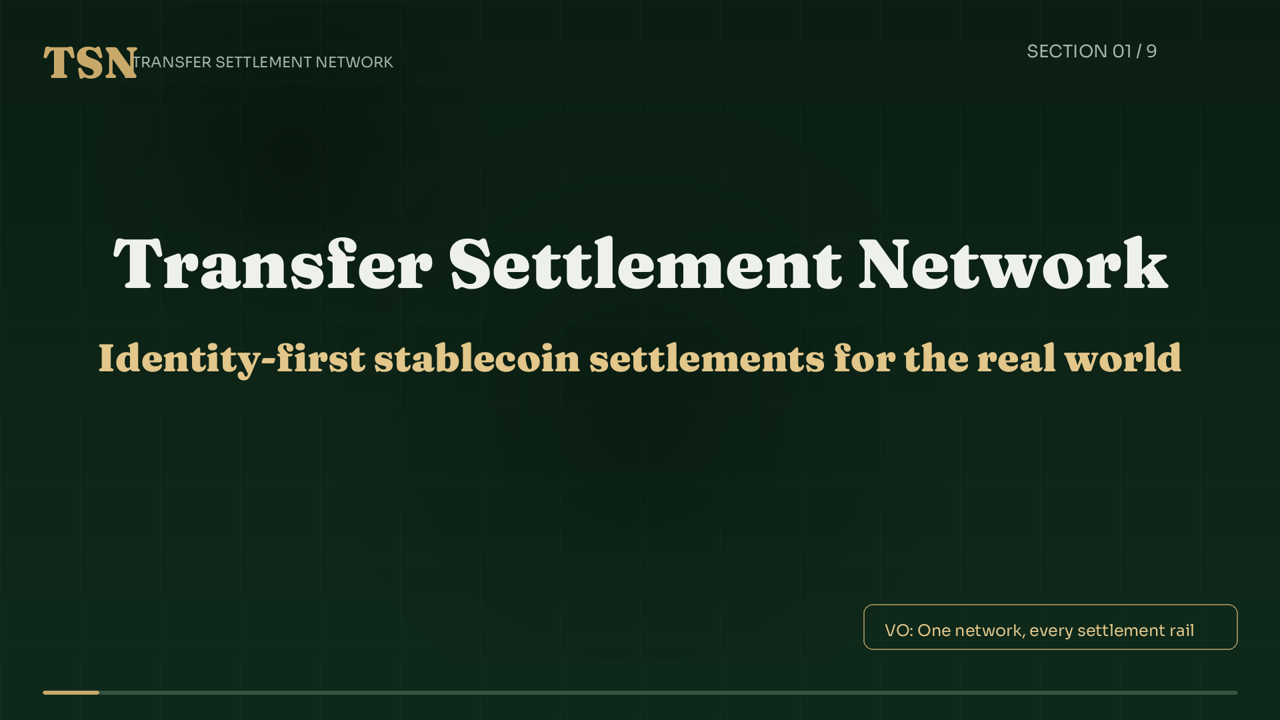 TSN TRANSFER SETTLEMENT NETWORK
SECTION 01 / 9
Transfer Settlement Network
Identity-first stablecoin settlements for the real world
VO: One network, every settlement rail